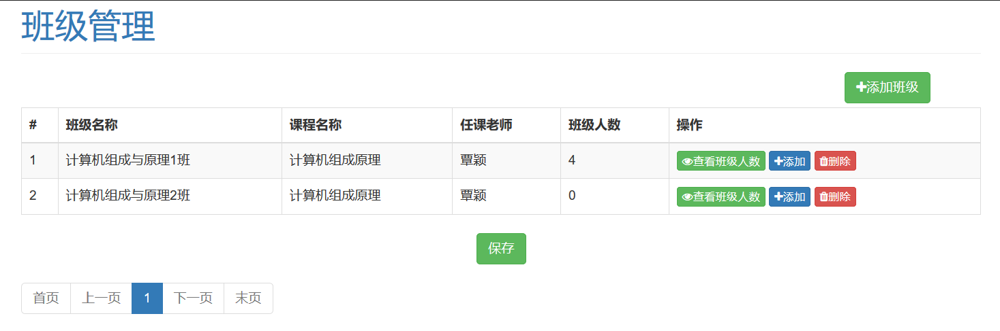 班级管理
添加班级
# 班级名称 课程名称 任课老师 班级人数 操作
1 计算机组成与原理1班 计算机组成原理 覃颖 4 查看班级人数 添加 删除
2 计算机组成与原理2班 计算机组成原理 覃颖 0 查看班级人数 添加 删除
保存
首页 上一页 1 下一页 末页